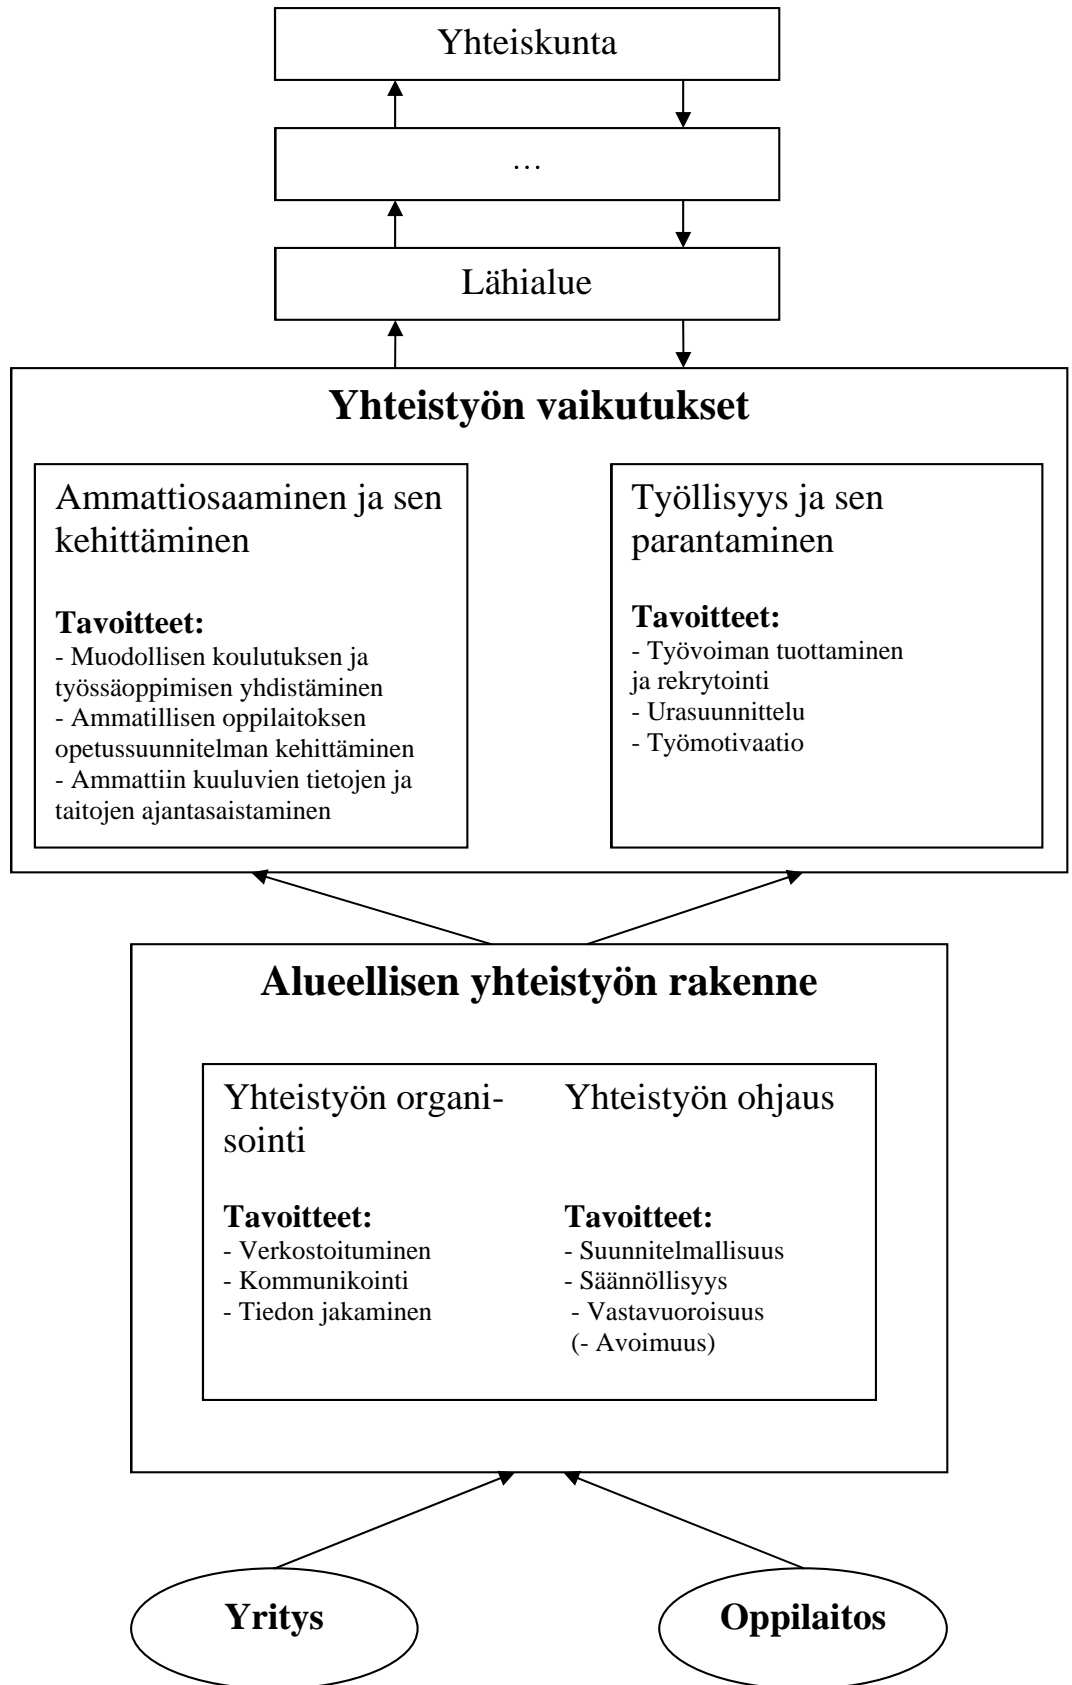 Yhteiskunta
…
Lähialue
Yhteistyön vaikutukset
Ammattiosaaminen ja sen
kehittäminen
Tavoitteet:
- Muodollisen koulutuksen ja
työssäoppimisen yhdistäminen
- Ammatillisen oppilaitoksen
opetussuunnitelman kehittäminen
- Ammattiin kuuluvien tietojen ja
taitojen ajantasaistaminen
Työllisyys ja sen
parantaminen
Tavoitteet:
- Työvoiman tuottaminen
ja rekrytointi
- Urasuunnittelu
- Työmotivaatio
Alueellisen yhteistyön rakenne
Yhteistyön organi-
sointi
Tavoitteet:
- Verkostoituminen
- Kommunikointi
- Tiedon jakaminen
Yhteistyön ohjaus
Tavoitteet:
- Suunnitelmallisuus
- Säännöllisyys
- Vastavuoroisuus
(- Avoimuus)
Yritys
Oppilaitos